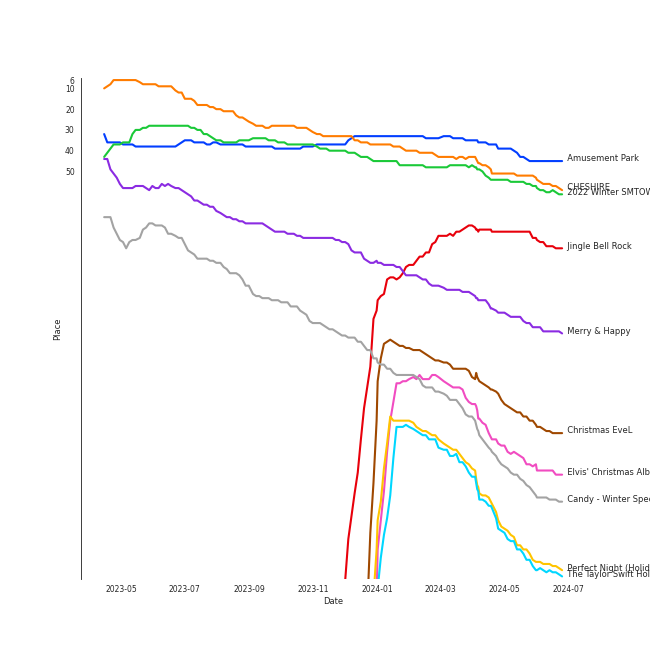 6
10
20
30
40
50
Place
Amusement Park
CHESHIRE
2022 Winter SMTOW
Jingle Bell Rock
Merry & Happy
Christmas EveL
Elvis' Christmas Alb
Candy - Winter Spec
Perfect Night (Holid
The Taylor Swift Hol
2023-05 2023-07 2023-09 2023-11 2024-01 2024-03 2024-05 2024-07
Date